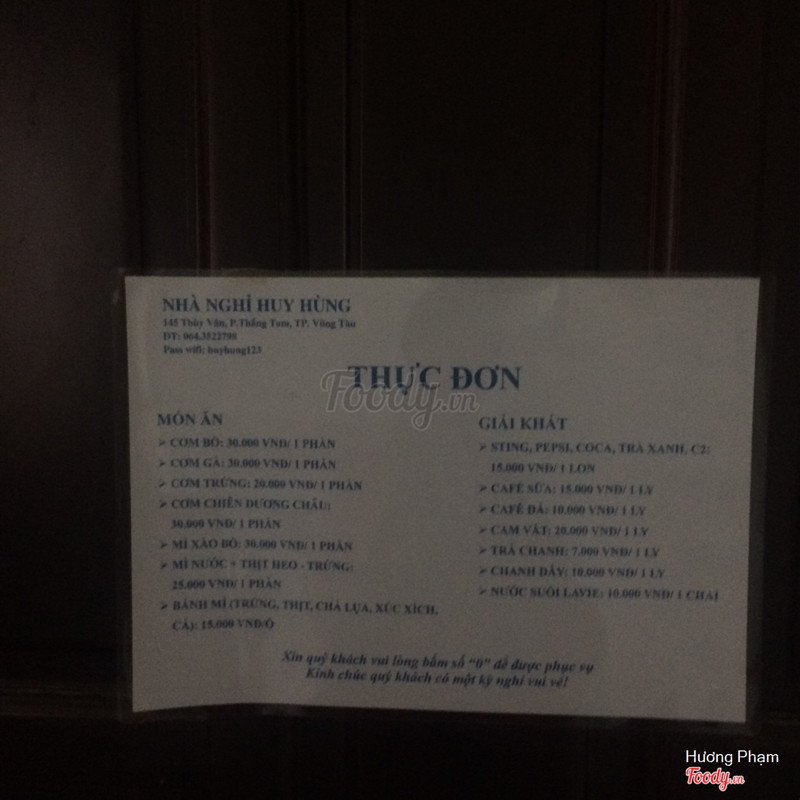 NHÀ NGHỈ HUY HÙNG
145 Thùy Vân, P.Thắng Tam, TP. Vũng Tàu
ĐT: 064.3522798
Pass wifi: huyhung123
THỰC ĐƠN
Foody.vn
MÓN ĂN
➢ CƠM BÒ: 30.000 VNĐ/ 1 PHẦN
➢ CƠM GÀ: 30.000 VNĐ/ 1 PHẦN
➢ CƠM TRỨNG: 20.000 VNĐ/ 1 PHẦN
➢ CƠM CHIÊN DƯƠNG CHÂU:
30.000 VNĐ/ 1 PHẦN
➢ MÌ XÀO BÒ: 30.000 VNĐ/ 1 PHẦN
➢ MÌ NƯỚC + THỊT HEO - TRỨNG:
25.000 VNĐ/ 1 PHẦN
➢ BÁNH MÌ (TRỨNG, THỊT, CHẢ LỤA, XÚC XÍCH,
CÁ): 15.000 VNĐ/Ổ
GIẢI KHÁT
➢ STING, PEPSI, COCA, TRÀ XANH, C2:
15.000 VNĐ/ 1 LON
➢ CAFÉ SỮA: 15.000 VNĐ/ 1 LY
➢ CAFÉ ĐÁ: 10.000 VNĐ/ 1 LY
➢ CAM VẮT: 20.000 VNĐ/ 1 LY
➢ TRÀ CHANH: 7.000 VNĐ/ 1 LY
➢ CHANH DÂY: 10.000 VNĐ/ 1 LY
➢ NƯỚC SUỐI LAVIE: 10.000 VNĐ/ 1 CHAI
Xin quý khách vui lòng bấm số "0" để được phục vụ
Kính chúc quý khách có một kỳ nghỉ vui vẻ!
Hương Phạm
Foody.vn